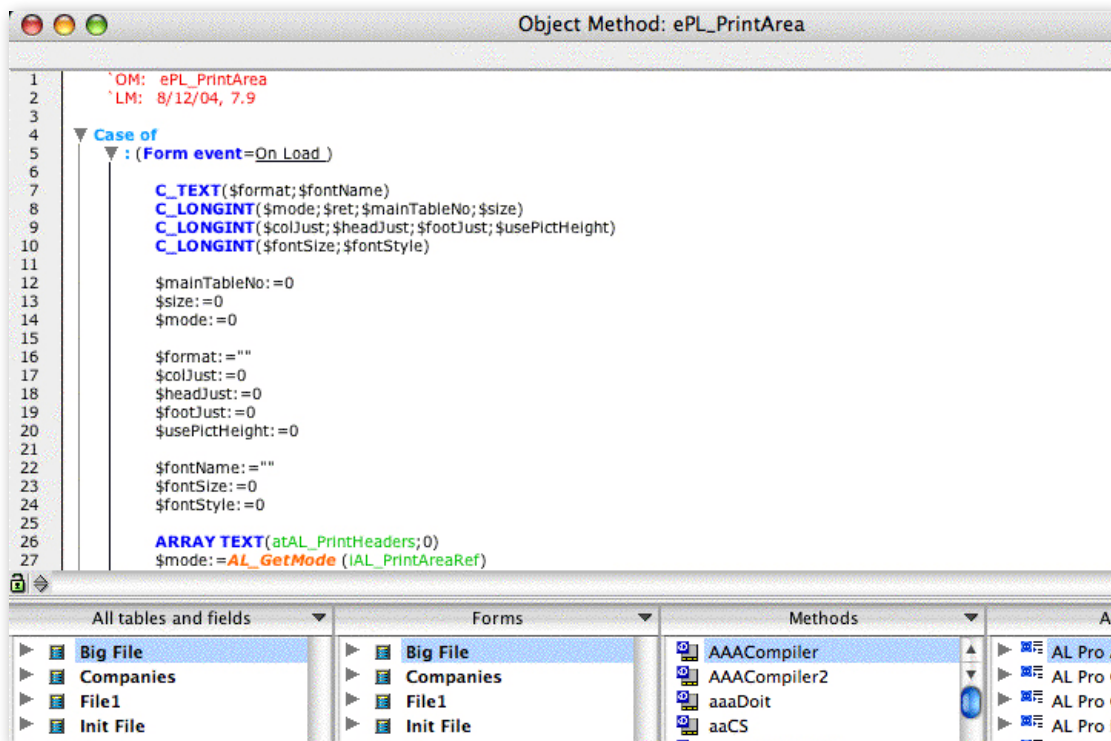 Object Method: ePL_PrintArea
1 `OM: ePL_PrintArea
2 `LM: 8/12/04, 7.9
3
4 Case of
5 : (Form event=On Load )
6
7 C_TEXT($format;$fontName)
8 C_LONGINT($mode;$ret;$mainTableNo;$size)
9 C_LONGINT($colJust;$headJust;$footJust;$usePictHeight)
10 C_LONGINT($fontSize;$fontStyle)
11
12 $mainTableNo:=0
13 $size:=0
14 $mode:=0
15
16 $format:=""
17 $colJust:=0
18 $headJust:=0
19 $footJust:=0
20 $usePictHeight:=0
21
22 $fontName:=""
23 $fontSize:=0
24 $fontStyle:=0
25
26 ARRAY TEXT(atAL_PrintHeaders;0)
27 $mode:=AL_GetMode (iAL_PrintAreaRef)
All tables and fields Forms Methods A
Big File Big File AAACompiler AL Pro
Companies Companies AAACompiler2 AL Pro
File1 File1 aaaDoit AL Pro
Init File Init File aaCS AL Pro